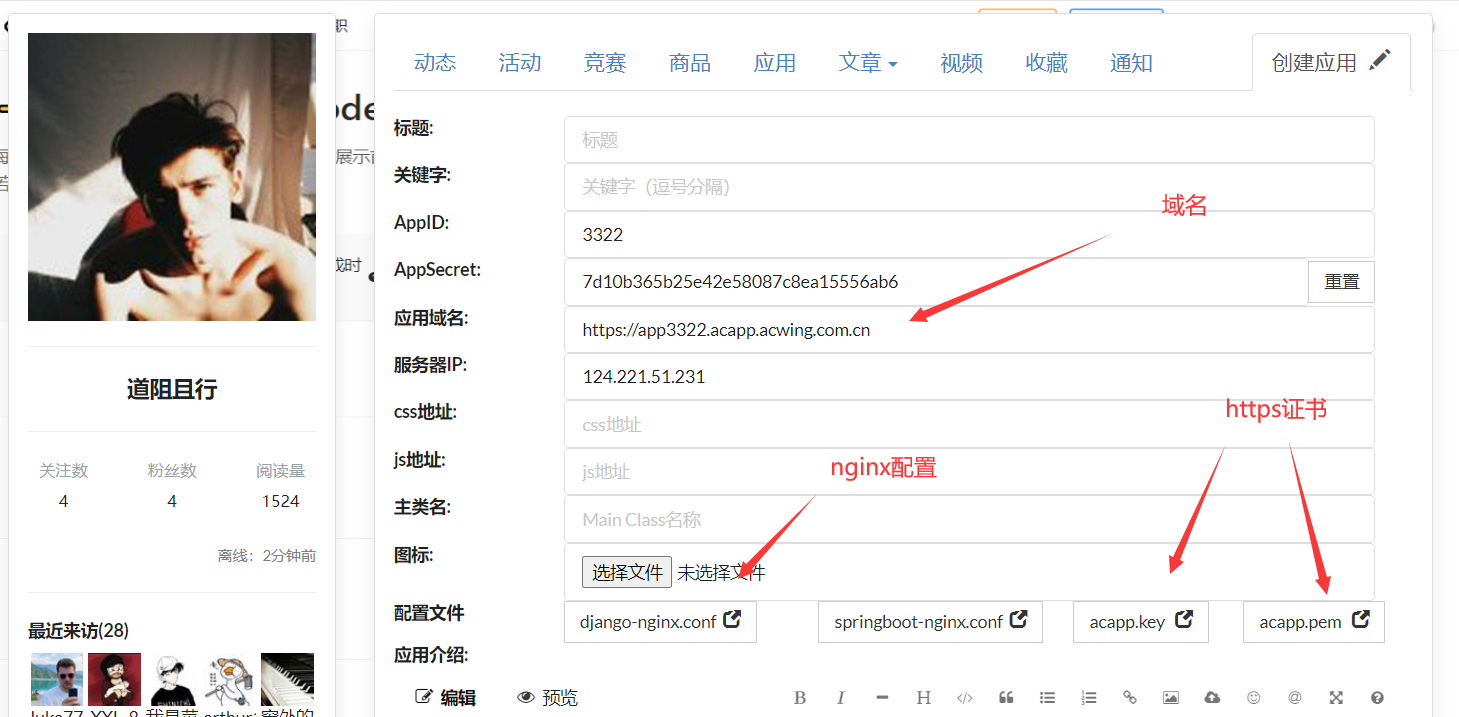 职
动态 活动 竞赛 商品 应用 文章 视频 收藏 通知 创建应用
ode
展示
若
成时
标题: 标题
关键字: 关键字（逗号分隔）
域名
AppID: 3322
AppSecret: 7d10b365b25e42e58087c8ea15556ab6 重置
应用域名: https://app3322.acapp.acwing.com.cn
服务器IP: 124.221.51.231
css地址: css地址
https证书
js地址: js地址
nginx配置
主类名: Main Class名称
图标: 选择文件 未选择文件
配置文件 django-nginx.conf springboot-nginx.conf acapp.key acapp.pem
应用介绍:
编辑 预览 B I H
道阻且行
关注数 粉丝数 阅读量
4 4 1524
离线：2分钟前
最近来访(28)